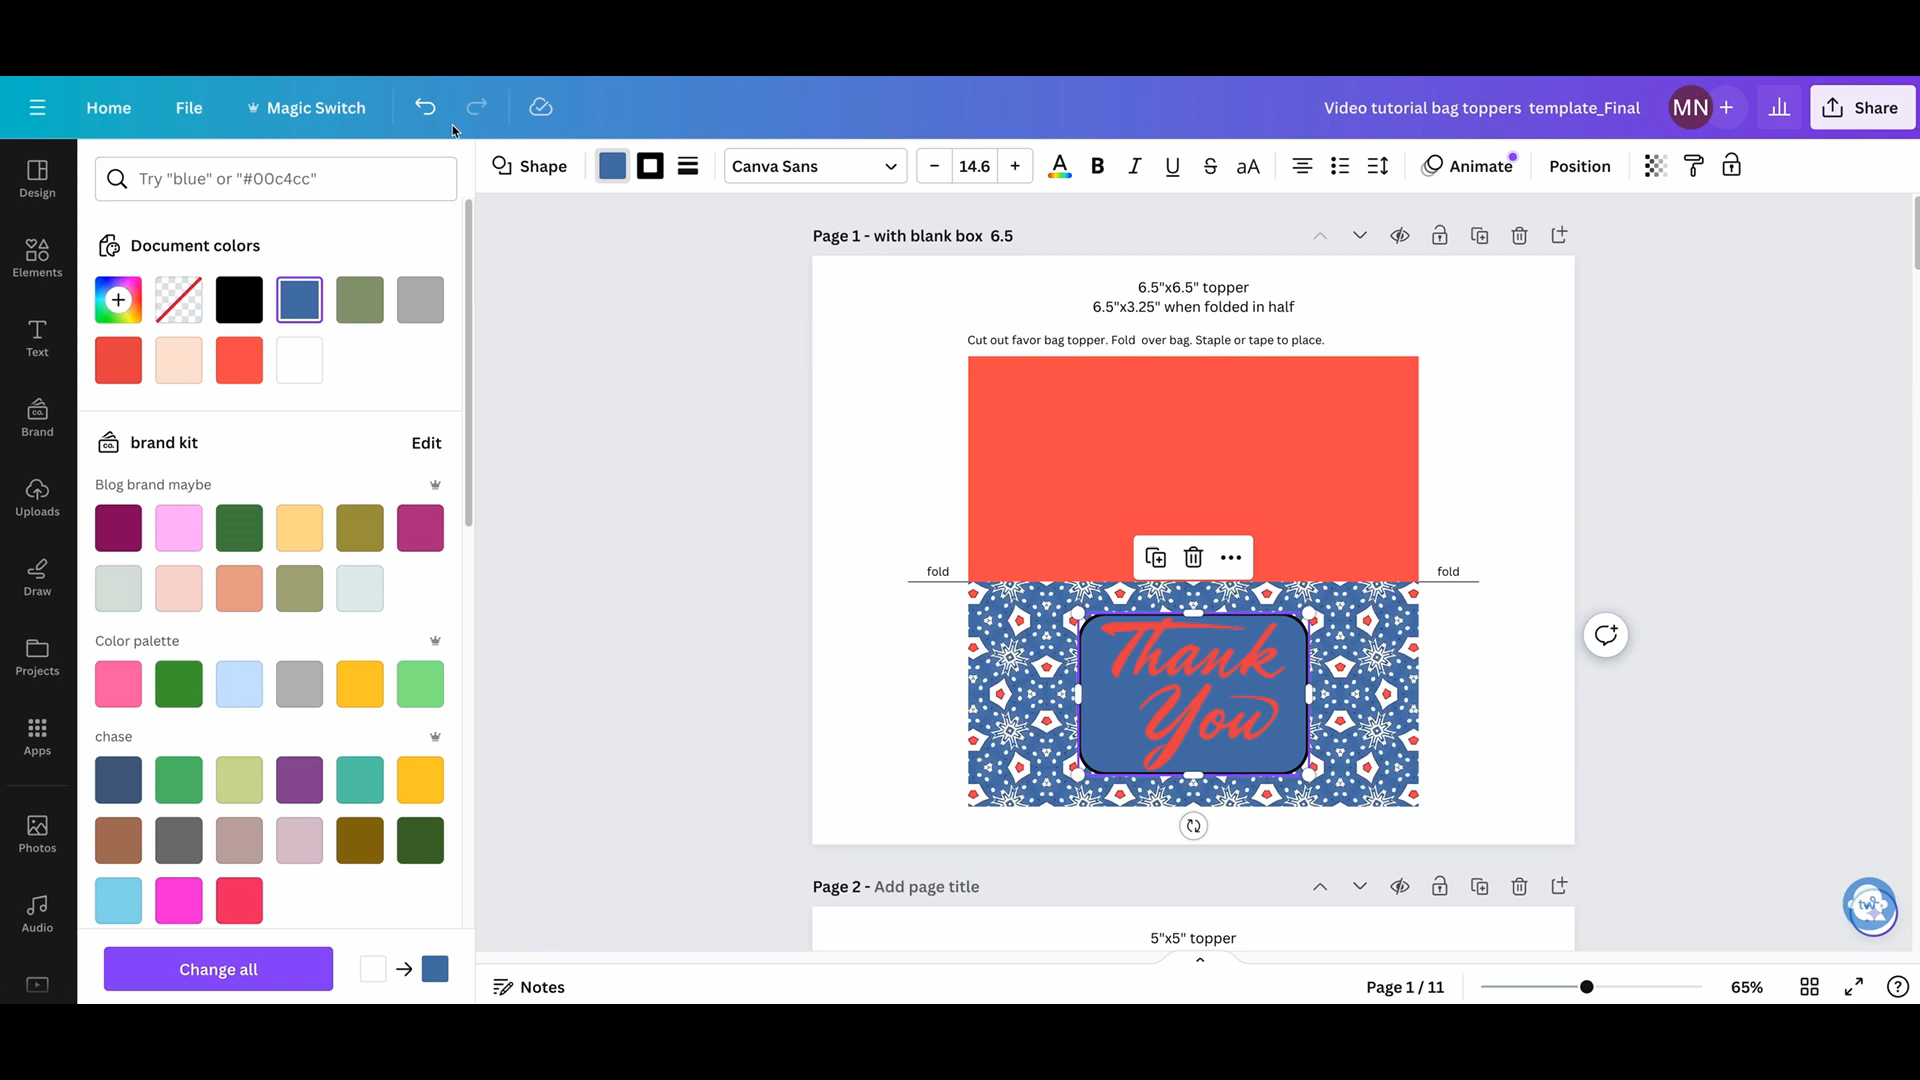 Home
File
Magic Switch
Video tutorial bag toppers template_Final
MN
Share
Design
Elements
Text
Brand
Uploads
Draw
Projects
Apps
Photos
Audio
Try "blue" or "#00c4cc"
Document colors
brand kit
Edit
Blog brand maybe
Color palette
chase
Change all
Shape
Canva Sans
14.6
A
B
I
U
S
aA
Animate
Position
Page 1 - with blank box 6.5
6.5"x6.5" topper
6.5"x3.25" when folded in half
Cut out favor bag topper. Fold over bag. Staple or tape to place.
fold
fold
Thank
You
Page 2 - Add page title
5"x5" topper
Notes
Page 1 / 11
65%
?
co.
co.
tw